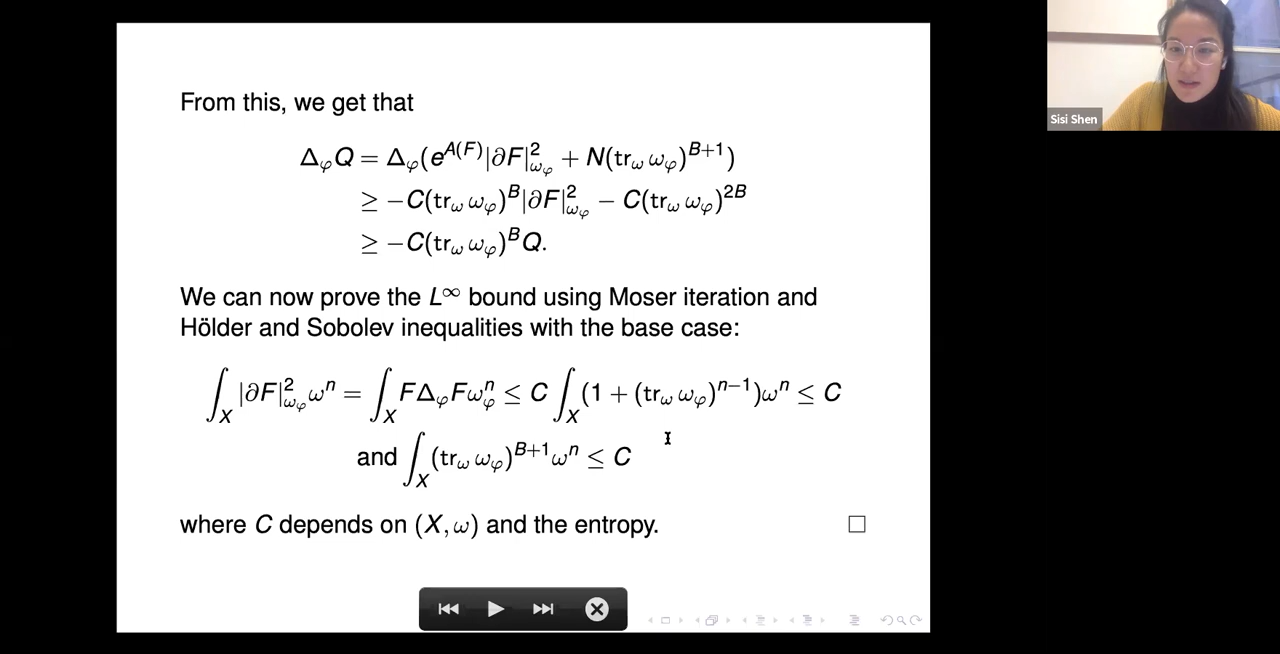 From this, we get that
Δ_φ Q = Δ_φ(e^{A(F)}|∂F|²_{ω_φ} + N(tr_ω ω_φ)^{B+1})
≥ −C(tr_ω ω_φ)^B|∂F|²_{ω_φ} − C(tr_ω ω_φ)^{2B}
≥ −C(tr_ω ω_φ)^B Q.
We can now prove the L^∞ bound using Moser iteration and
Hölder and Sobolev inequalities with the base case:
∫_X |∂F|²_{ω_φ} ω^n = ∫_X FΔ_φFω_φ^n ≤ C ∫_X (1 + (tr_ω ω_φ)^{n−1})ω^n ≤ C
and ∫_X (tr_ω ω_φ)^{B+1} ω^n ≤ C
where C depends on (X, ω) and the entropy. □
Sisi Shen